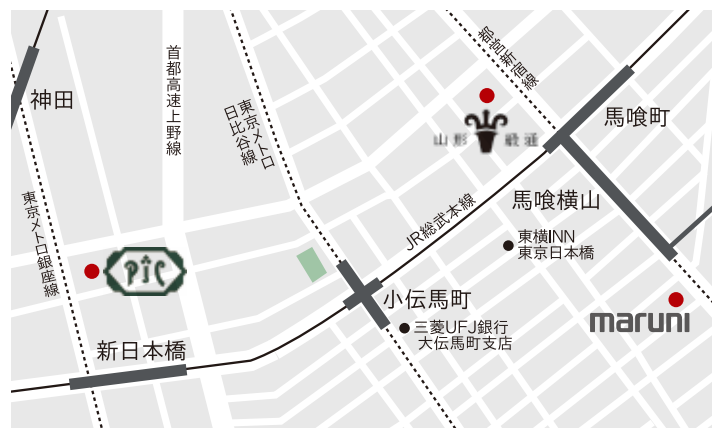 首都高速上野線
都営新宿線
神田
東京メトロ
日比谷線
馬喰町
山形緞通
馬喰横山
東京メトロ銀座線
JR総武本線
東横INN
東京日本橋
PIC
小伝馬町
maruni
三菱UFJ銀行
大伝馬町支店
新日本橋